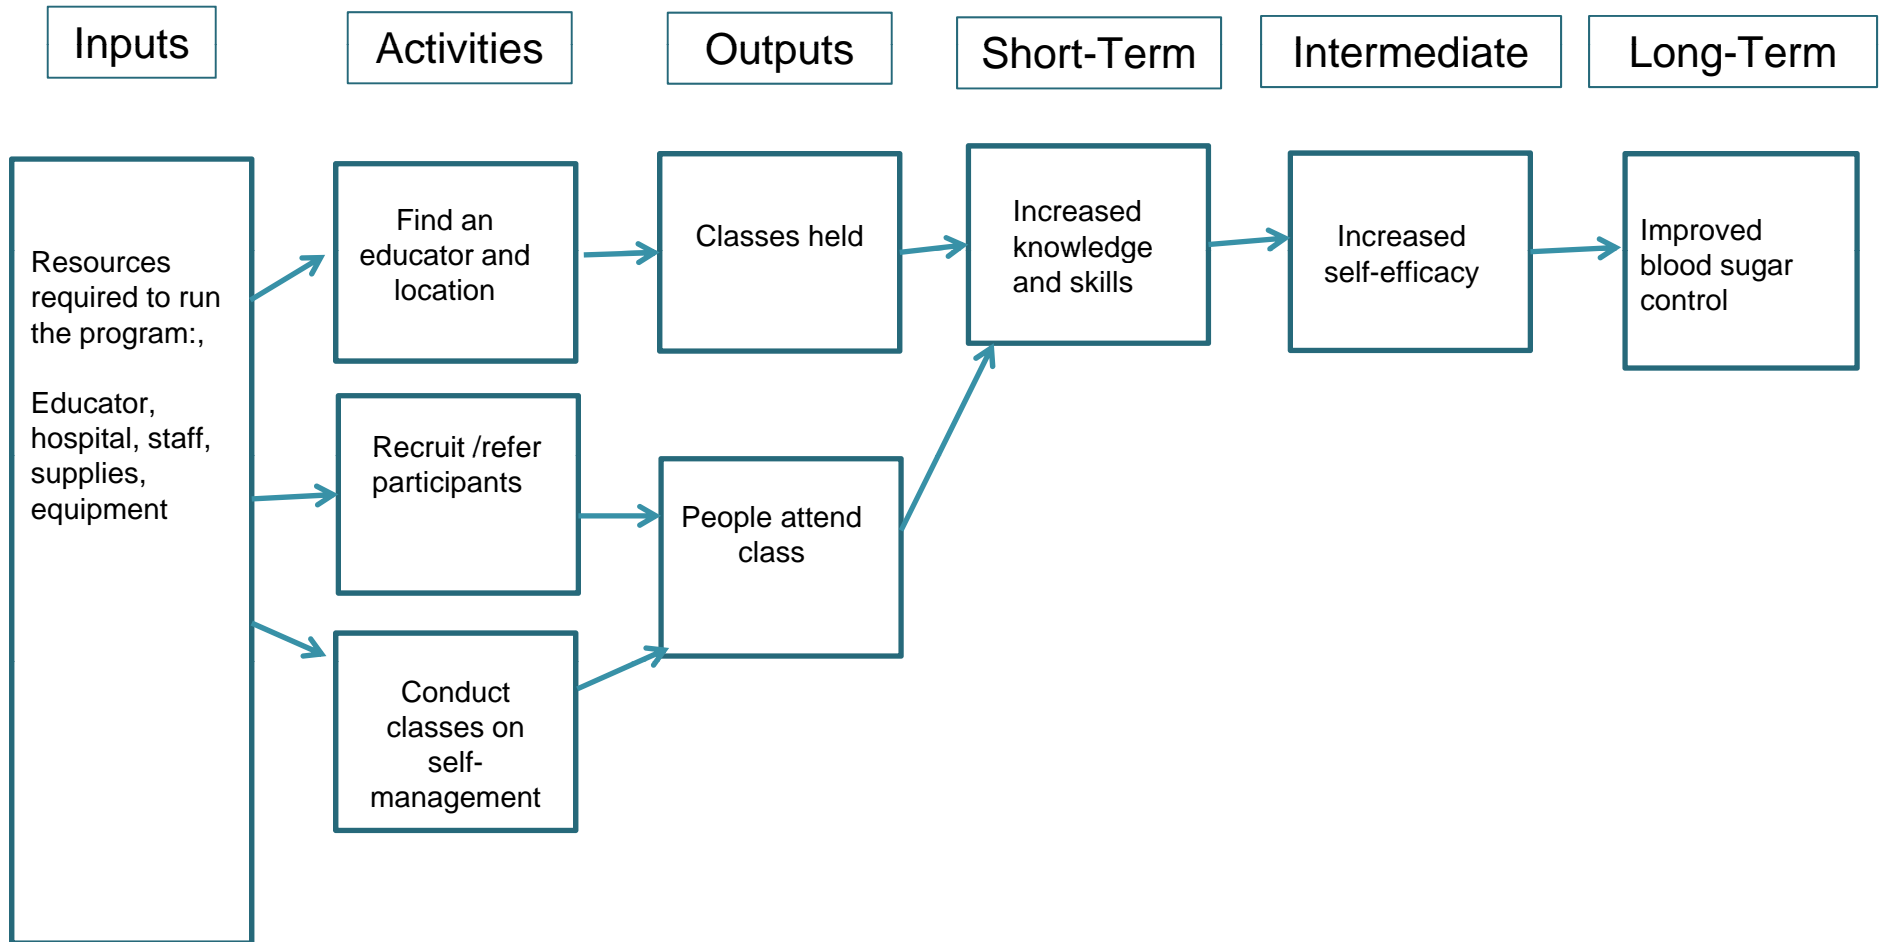 Inputs
Activities
Outputs
Short-Term
Intermediate
Long-Term
Resources
required to run
the program:,
Educator,
hospital, staff,
supplies,
equipment
Find an
educator and
location
Recruit /refer
participants
Conduct
classes on
self-
management
Classes held
People attend
class
Increased
knowledge
and skills
Increased
self-efficacy
Improved
blood sugar
control